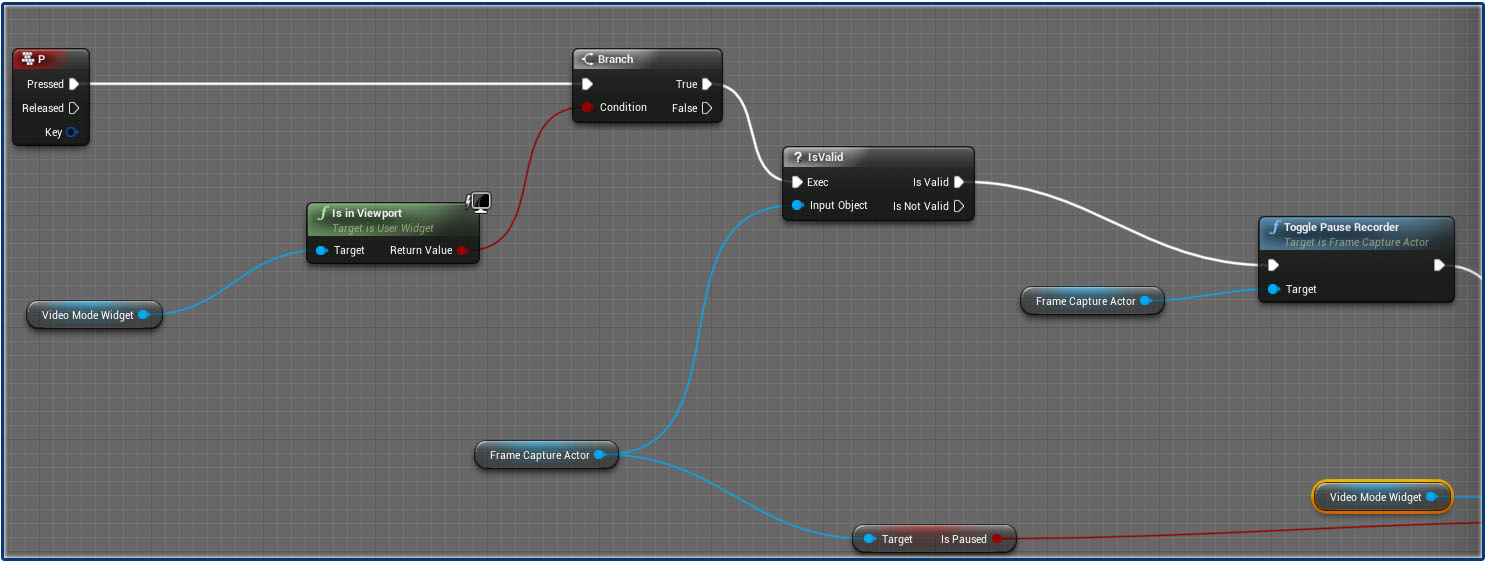 P
Pressed
Released
Key
Branch
True
Condition
False
IsValid
Exec
Is Valid
Input Object
Is Not Valid
Is in Viewport
Target is User Widget
Target
Return Value
Video Mode Widget
Toggle Pause Recorder
Target is Frame Capture Actor
Target
Frame Capture Actor
Frame Capture Actor
Video Mode Widget
Target
Is Paused